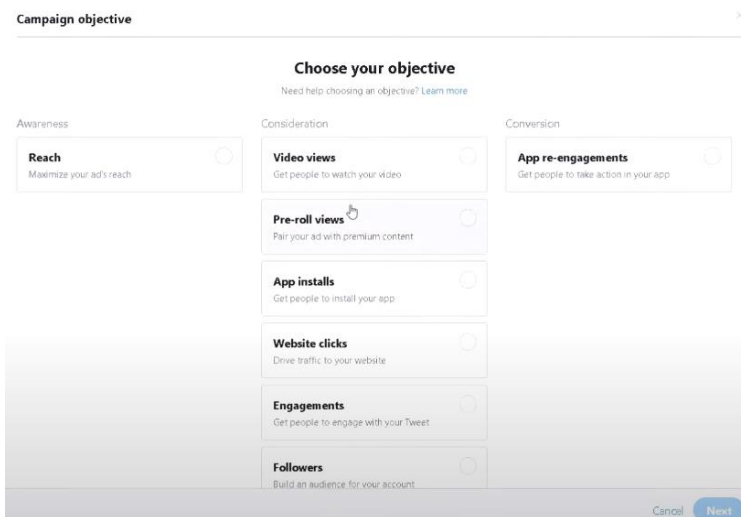 Campaign objective
Choose your objective
Need help choosing an objective? Learn more
Awareness
Reach
Maximize your ad's reach
Consideration
Video views
Get people to watch your video
Pre-roll views
Pair your ad with premium content
App installs
Get people to install your app
Website clicks
Drive traffic to your website
Engagements
Get people to engage with your Tweet
Followers
Build an audience for your account
Conversion
App re-engagements
Get people to take action in your app
Cancel
Next